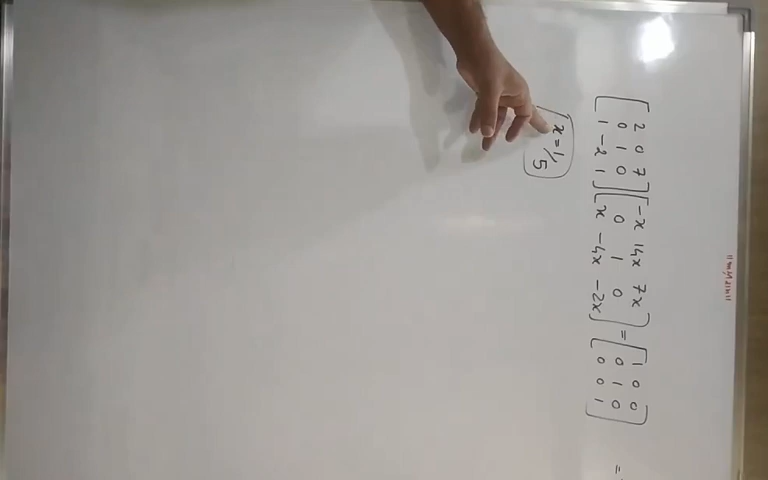 [2 0 7] [-x 14x 7x] [1 0 0]
[0 1 0] [0 1 0] = [0 1 0] =
[1 -2 1] [x -4x -2x] [0 0 1]
x = 1/5